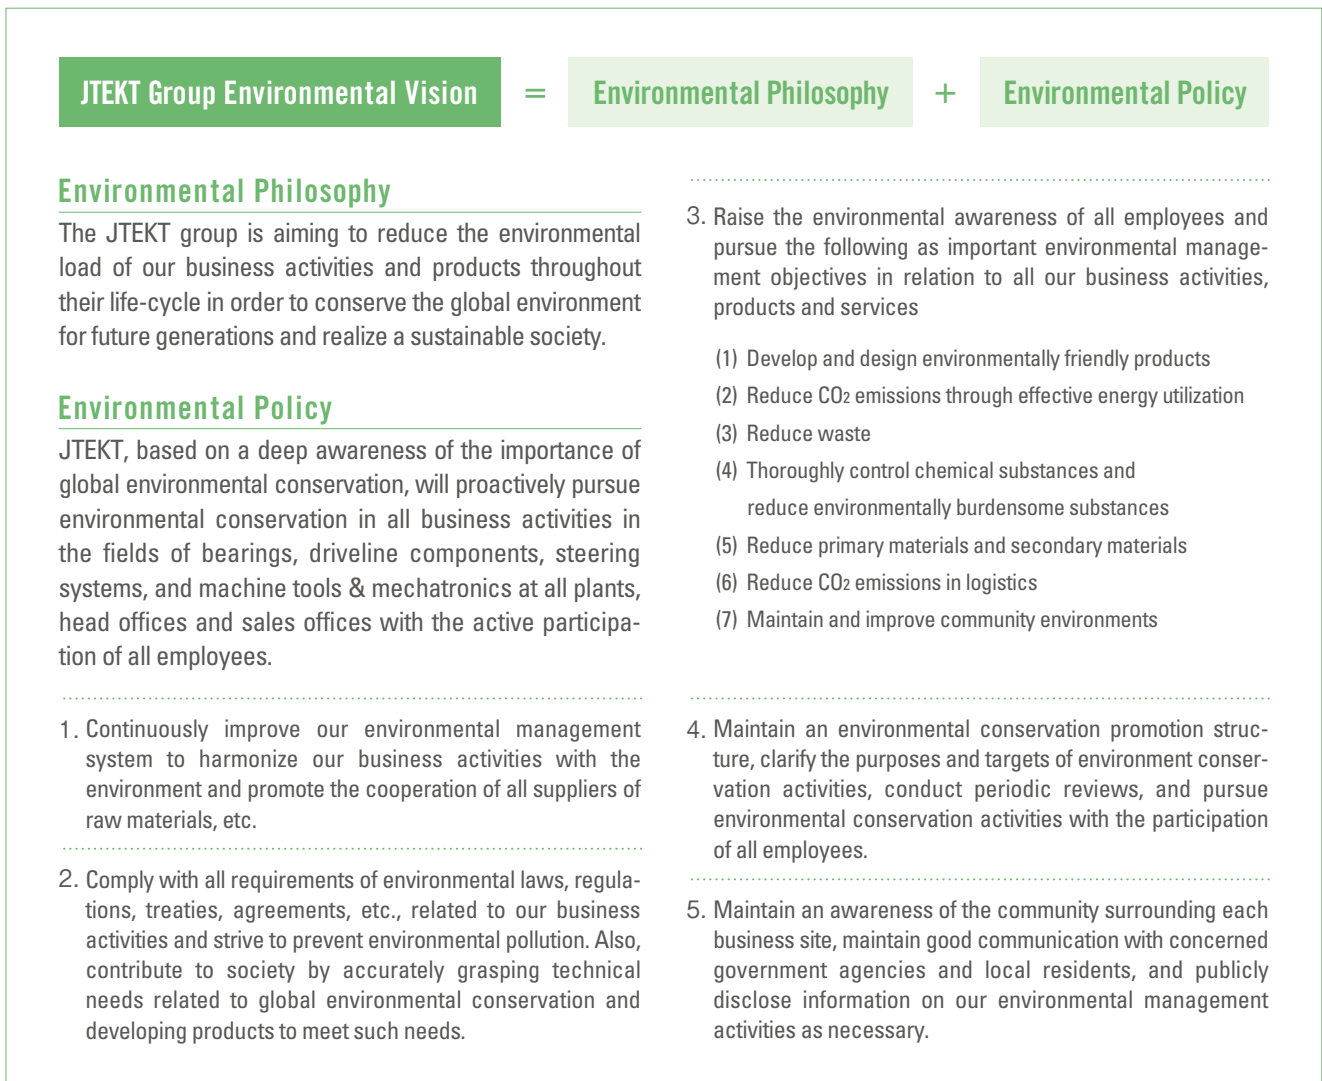 JTEKT Group Environmental Vision = Environmental Philosophy + Environmental Policy
Environmental Philosophy
The JTEKT group is aiming to reduce the environmental
load of our business activities and products throughout
their life-cycle in order to conserve the global environment
for future generations and realize a sustainable society.
Environmental Policy
JTEKT, based on a deep awareness of the importance of
global environmental conservation, will proactively pursue
environmental conservation in all business activities in
the fields of bearings, driveline components, steering
systems, and machine tools & mechatronics at all plants,
head offices and sales offices with the active participa-
tion of all employees.
1. Continuously improve our environmental management
system to harmonize our business activities with the
environment and promote the cooperation of all suppliers of
raw materials, etc.
2. Comply with all requirements of environmental laws, regula-
tions, treaties, agreements, etc., related to our business
activities and strive to prevent environmental pollution. Also,
contribute to society by accurately grasping technical
needs related to global environmental conservation and
developing products to meet such needs.
3. Raise the environmental awareness of all employees and
pursue the following as important environmental manage-
ment objectives in relation to all our business activities,
products and services
(1) Develop and design environmentally friendly products
(2) Reduce CO2 emissions through effective energy utilization
(3) Reduce waste
(4) Thoroughly control chemical substances and
reduce environmentally burdensome substances
(5) Reduce primary materials and secondary materials
(6) Reduce CO2 emissions in logistics
(7) Maintain and improve community environments
4. Maintain an environmental conservation promotion struc-
ture, clarify the purposes and targets of environment conser-
vation activities, conduct periodic reviews, and pursue
environmental conservation activities with the participation
of all employees.
5. Maintain an awareness of the community surrounding each
business site, maintain good communication with concerned
government agencies and local residents, and publicly
disclose information on our environmental management
activities as necessary.